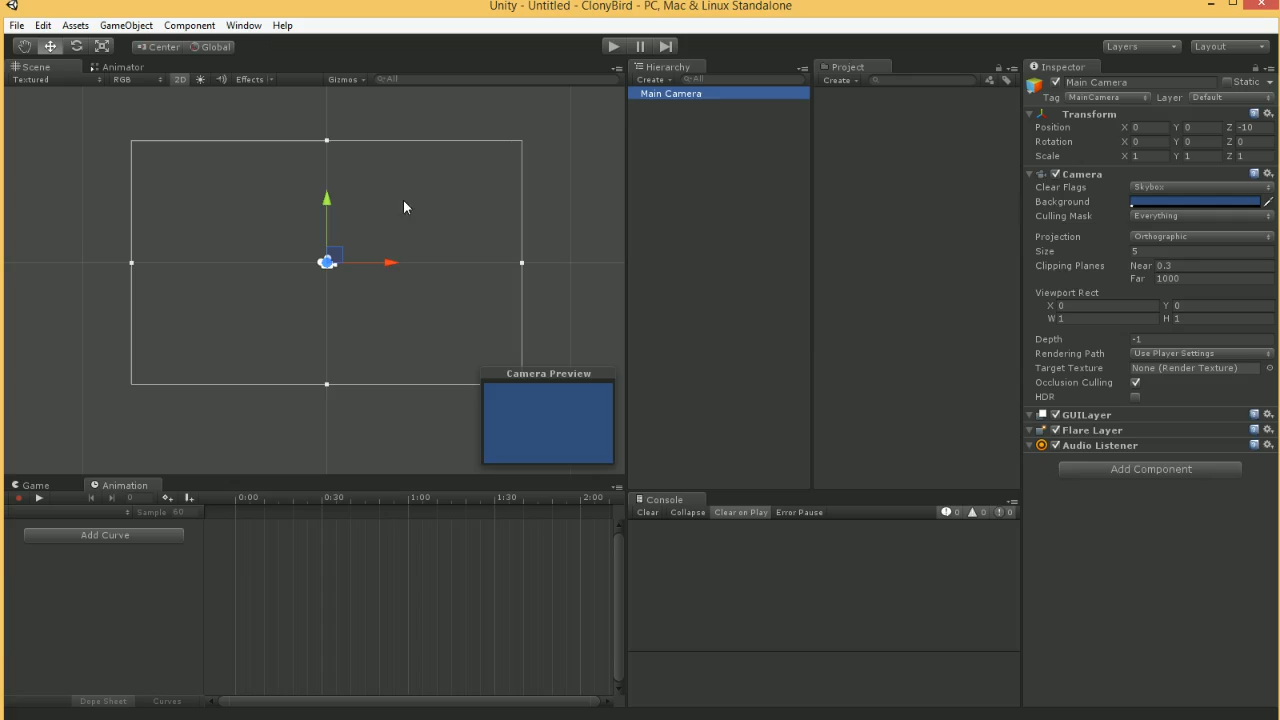 Unity - Untitled - ClonyBird - PC, Mac & Linux Standalone
File Edit Assets GameObject Component Window Help
Center Global Layers Layout
Scene Animator
Textured RGB 2D Effects Gizmos All
Hierarchy
Create All
Main Camera
Project
Create
Inspector
Main Camera Static
Tag MainCamera Layer Default
Transform
Position X 0 Y 0 Z -10
Rotation X 0 Y 0 Z 0
Scale X 1 Y 1 Z 1
Camera
Clear Flags Skybox
Background
Culling Mask Everything
Projection Orthographic
Size 5
Clipping Planes Near 0.3
Far 1000
Viewport Rect
X 0 Y 0
W 1 H 1
Depth -1
Rendering Path Use Player Settings
Target Texture None (Render Texture)
Occlusion Culling
HDR
GUILayer
Flare Layer
Audio Listener
Add Component
Camera Preview
Game Animation
0 0:00 0:30 1:00 1:30 2:00
Sample 60
Add Curve
Dope Sheet Curves
Console
Clear Collapse Clear on Play Error Pause 0 0 0